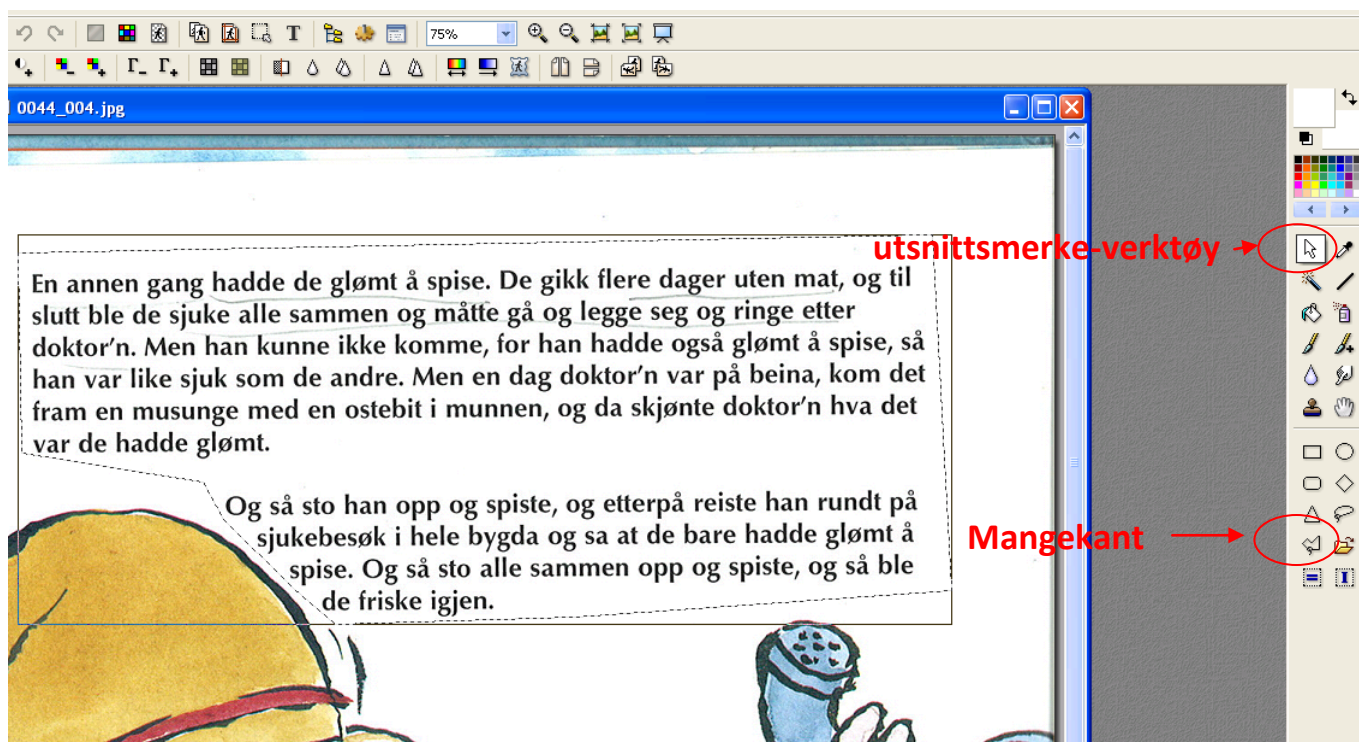 T
75%
0044_004.jpg
utsnittsmerke-verktøy
En annen gang hadde de glømt å spise. De gikk flere dager uten mat, og til
slutt ble de sjuke alle sammen og måtte gå og legge seg og ringe etter
doktor’n. Men han kunne ikke komme, for han hadde også glømt å spise, så
han var like sjuk som de andre. Men en dag doktor’n var på beina, kom det
fram en musunge med en ostebit i munnen, og da skjønte doktor’n hva det
var de hadde glømt.
Og så sto han opp og spiste, og etterpå reiste han rundt på
sjukebesøk i hele bygda og sa at de bare hadde glømt å
spise. Og så sto alle sammen opp og spiste, og så ble
de friske igjen.
Mangekant